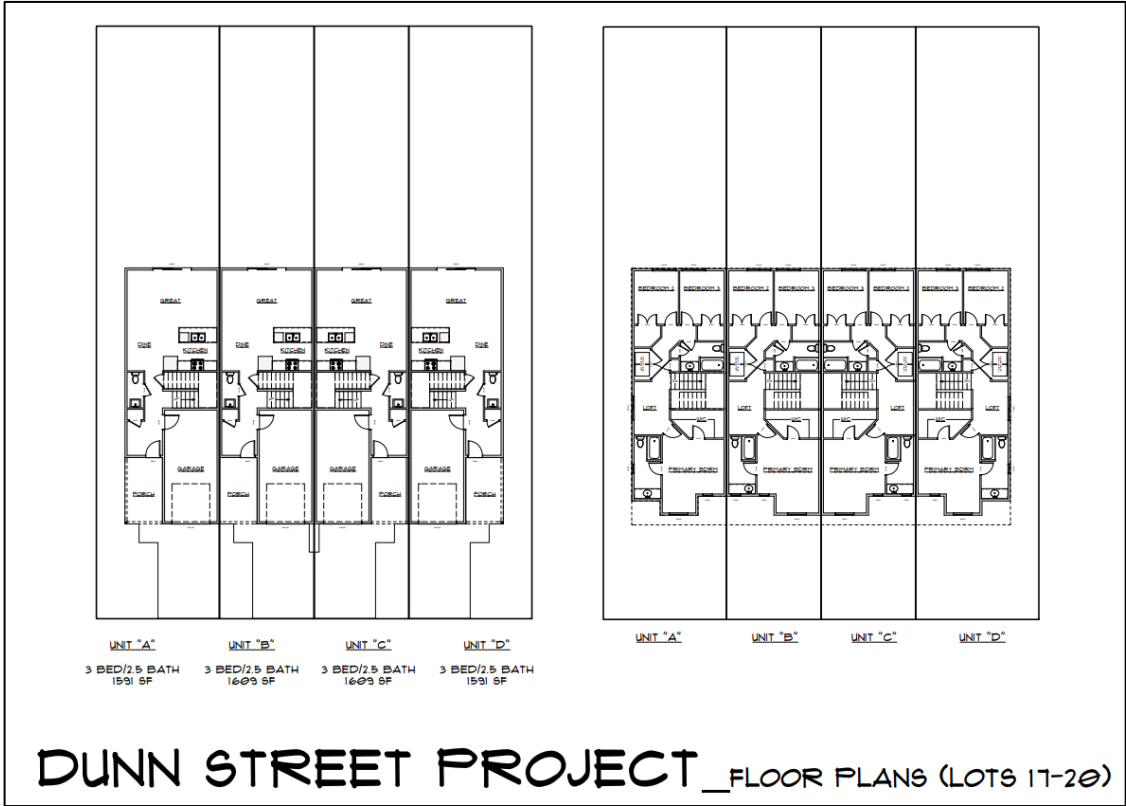 GREAT GREAT GREAT GREAT
DINE KITCHEN DINE KITCHEN KITCHEN DINE KITCHEN DINE
GARAGE GARAGE GARAGE GARAGE
PORCH PORCH PORCH PORCH
BEDROOM 2 BEDROOM 3 BEDROOM 2 BEDROOM 3 BEDROOM 3 BEDROOM 2 BEDROOM 3 BEDROOM 2
LOFT WIC LOFT WIC WIC LOFT WIC LOFT
PRIMARY BDRM PRIMARY BDRM PRIMARY BDRM PRIMARY BDRM
UNIT "A" UNIT "B" UNIT "C" UNIT "D"
3 BED/2.5 BATH 3 BED/2.5 BATH 3 BED/2.5 BATH 3 BED/2.5 BATH
1591 SF 1609 SF 1609 SF 1591 SF
UNIT "A" UNIT "B" UNIT "C" UNIT "D"
DUNN STREET PROJECT_FLOOR PLANS (LOTS 17-20)